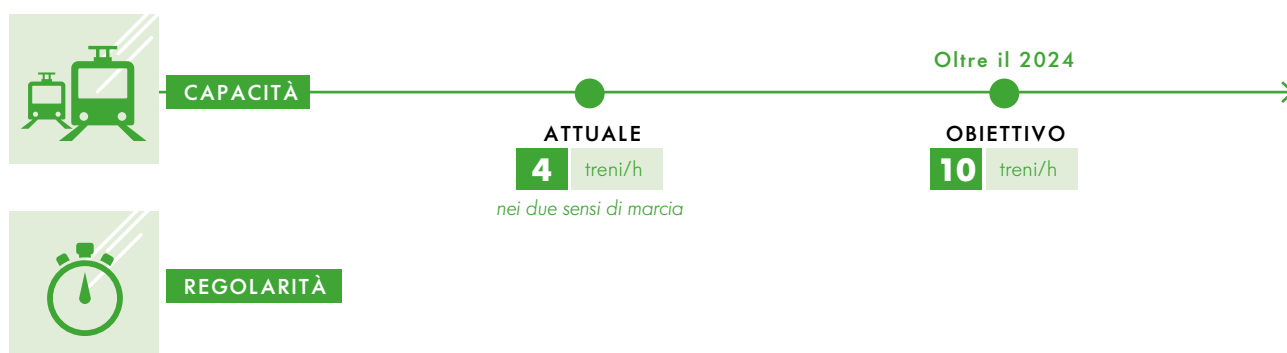 Oltre il 2024
CAPACITÀ
ATTUALE
OBIETTIVO
4 treni/h
10 treni/h
nei due sensi di marcia
REGOLARITÀ